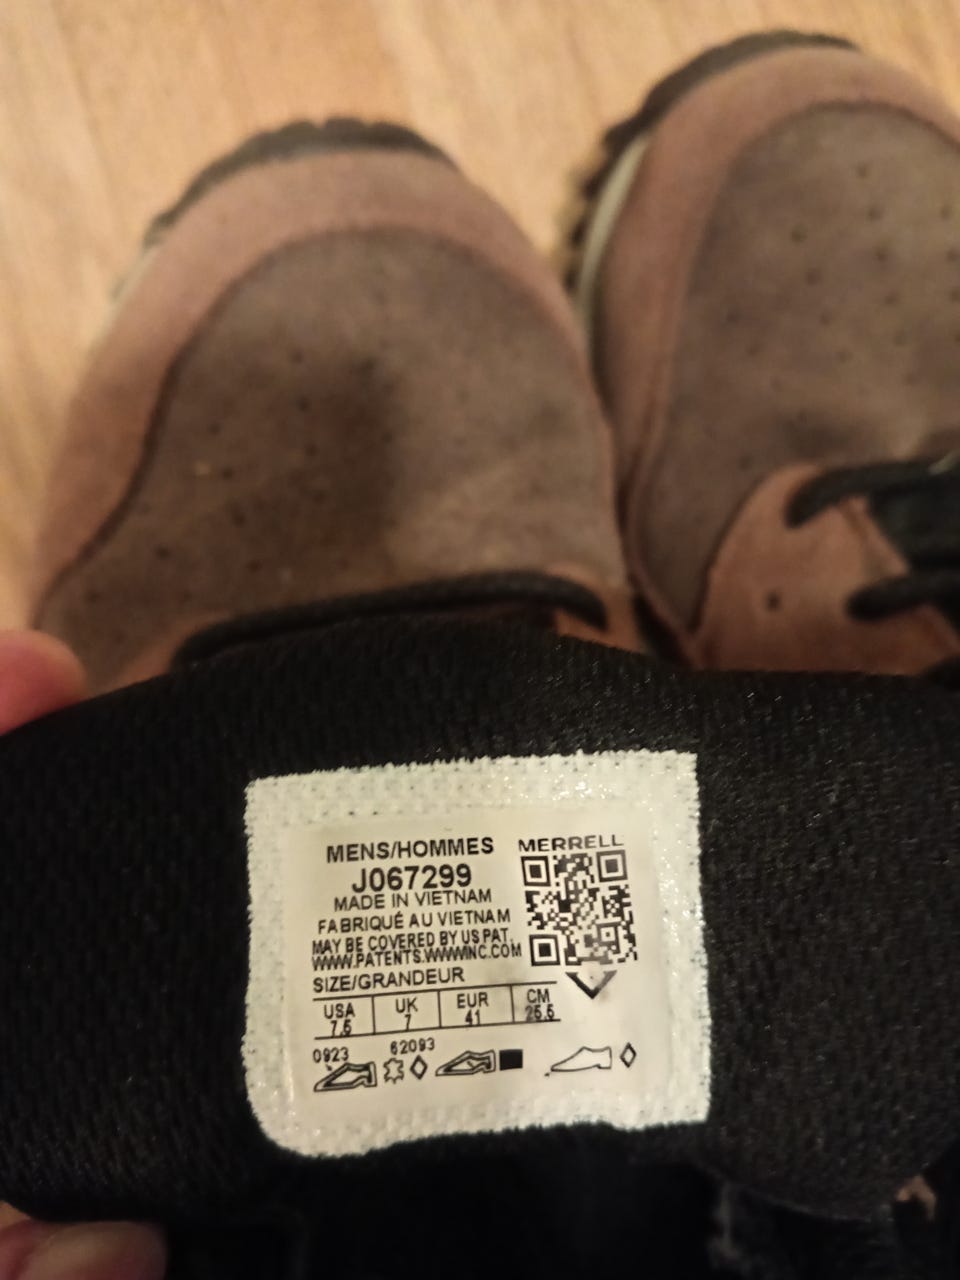 MENS/HOMMES
MERRELL
J067299
MADE IN VIETNAM
FABRIQUÉ AU VIETNAM
MAY BE COVERED BY US PAT.
WWW.PATENTS.WWWINC.COM
SIZE/GRANDEUR
USA UK EUR CM
7.5 7 41 25.5
0923 62093